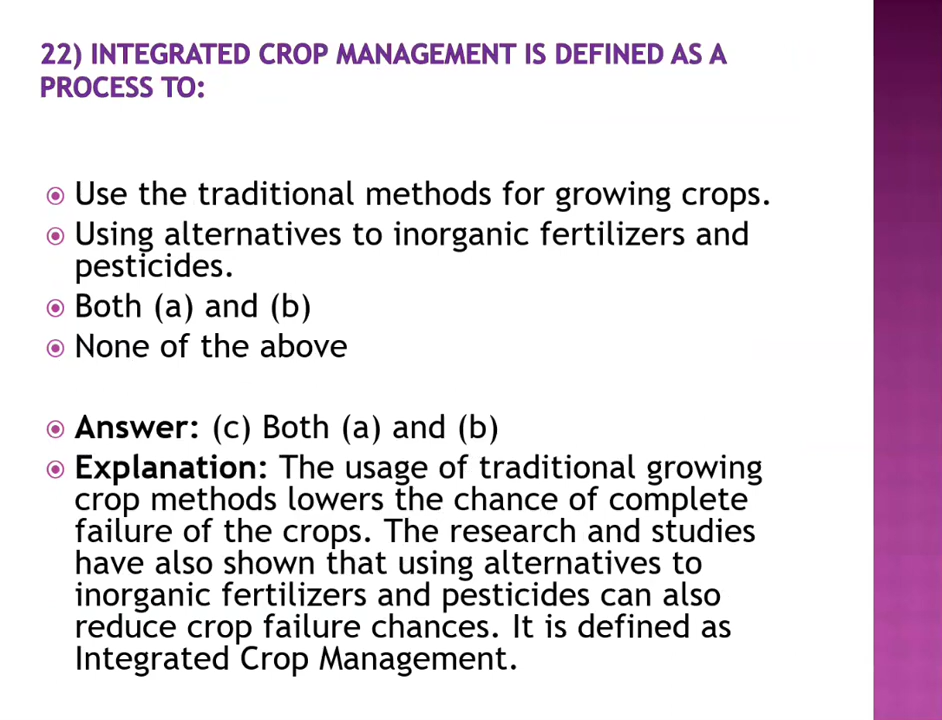 22) INTEGRATED CROP MANAGEMENT IS DEFINED AS A
PROCESS TO:
Use the traditional methods for growing crops.
Using alternatives to inorganic fertilizers and
pesticides.
Both (a) and (b)
None of the above
Answer: (c) Both (a) and (b)
Explanation: The usage of traditional growing
crop methods lowers the chance of complete
failure of the crops. The research and studies
have also shown that using alternatives to
inorganic fertilizers and pesticides can also
reduce crop failure chances. It is defined as
Integrated Crop Management.